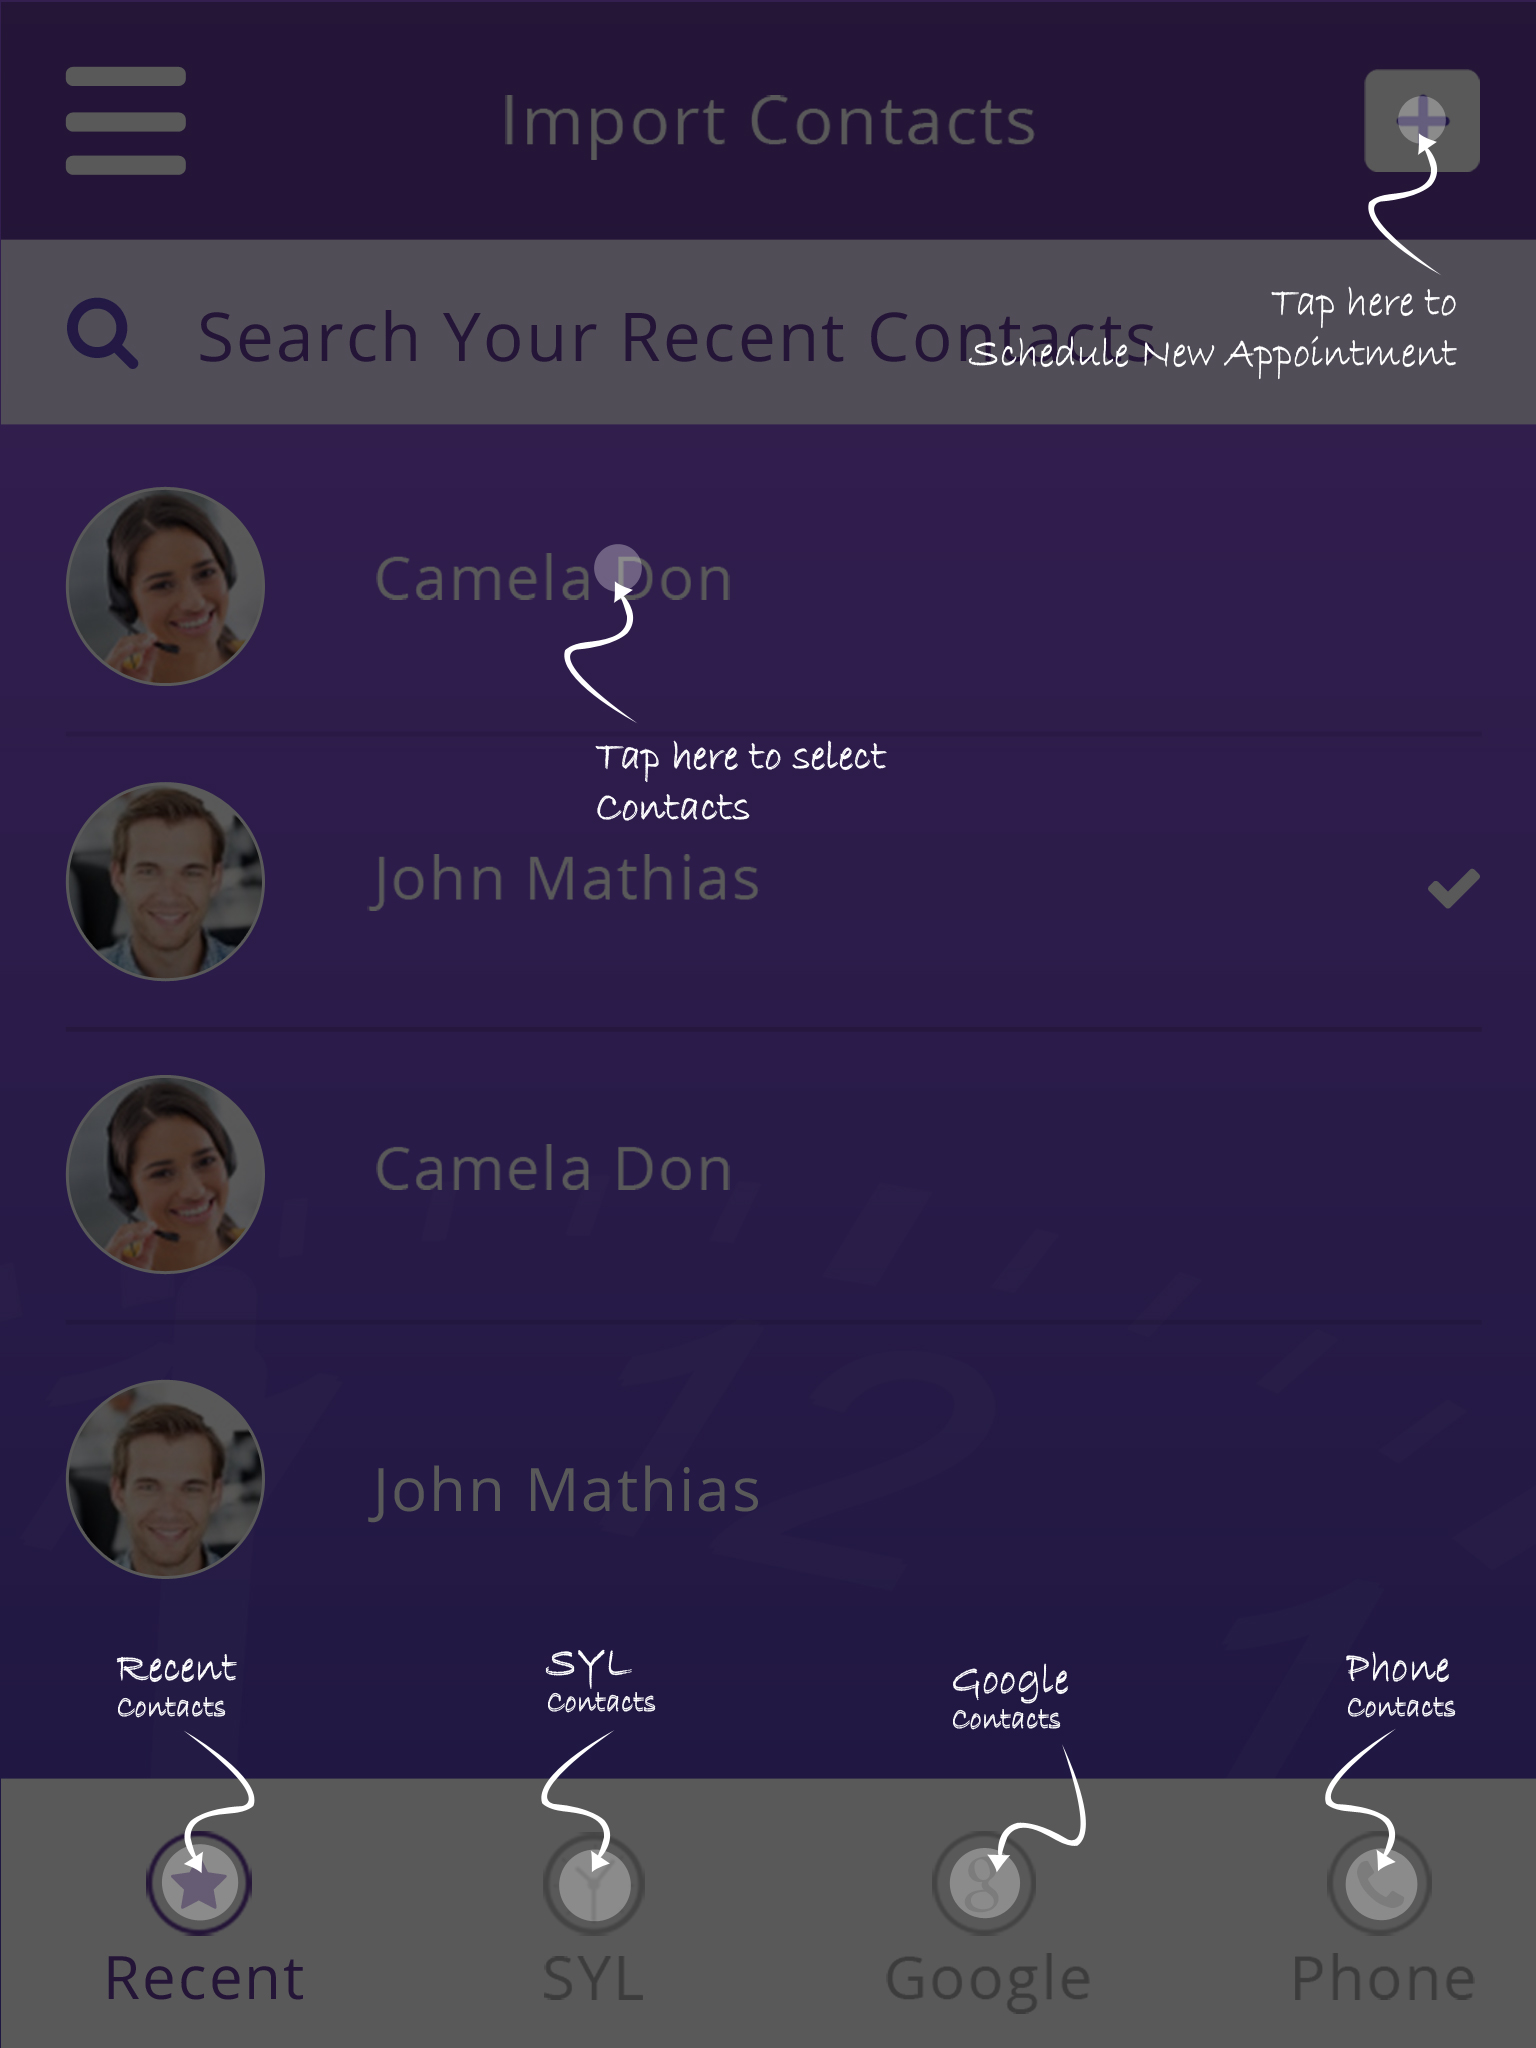 Import Contacts
Search Your Recent Contacts
Tap here to
Schedule New Appointment
Camela Don
Tap here to select
Contacts
John Mathias
Camela Don
John Mathias
12
Recent
Contacts
SYL
Contacts
Google
Contacts
Phone
Contacts
Y
g
Recent
SYL
Google
Phone